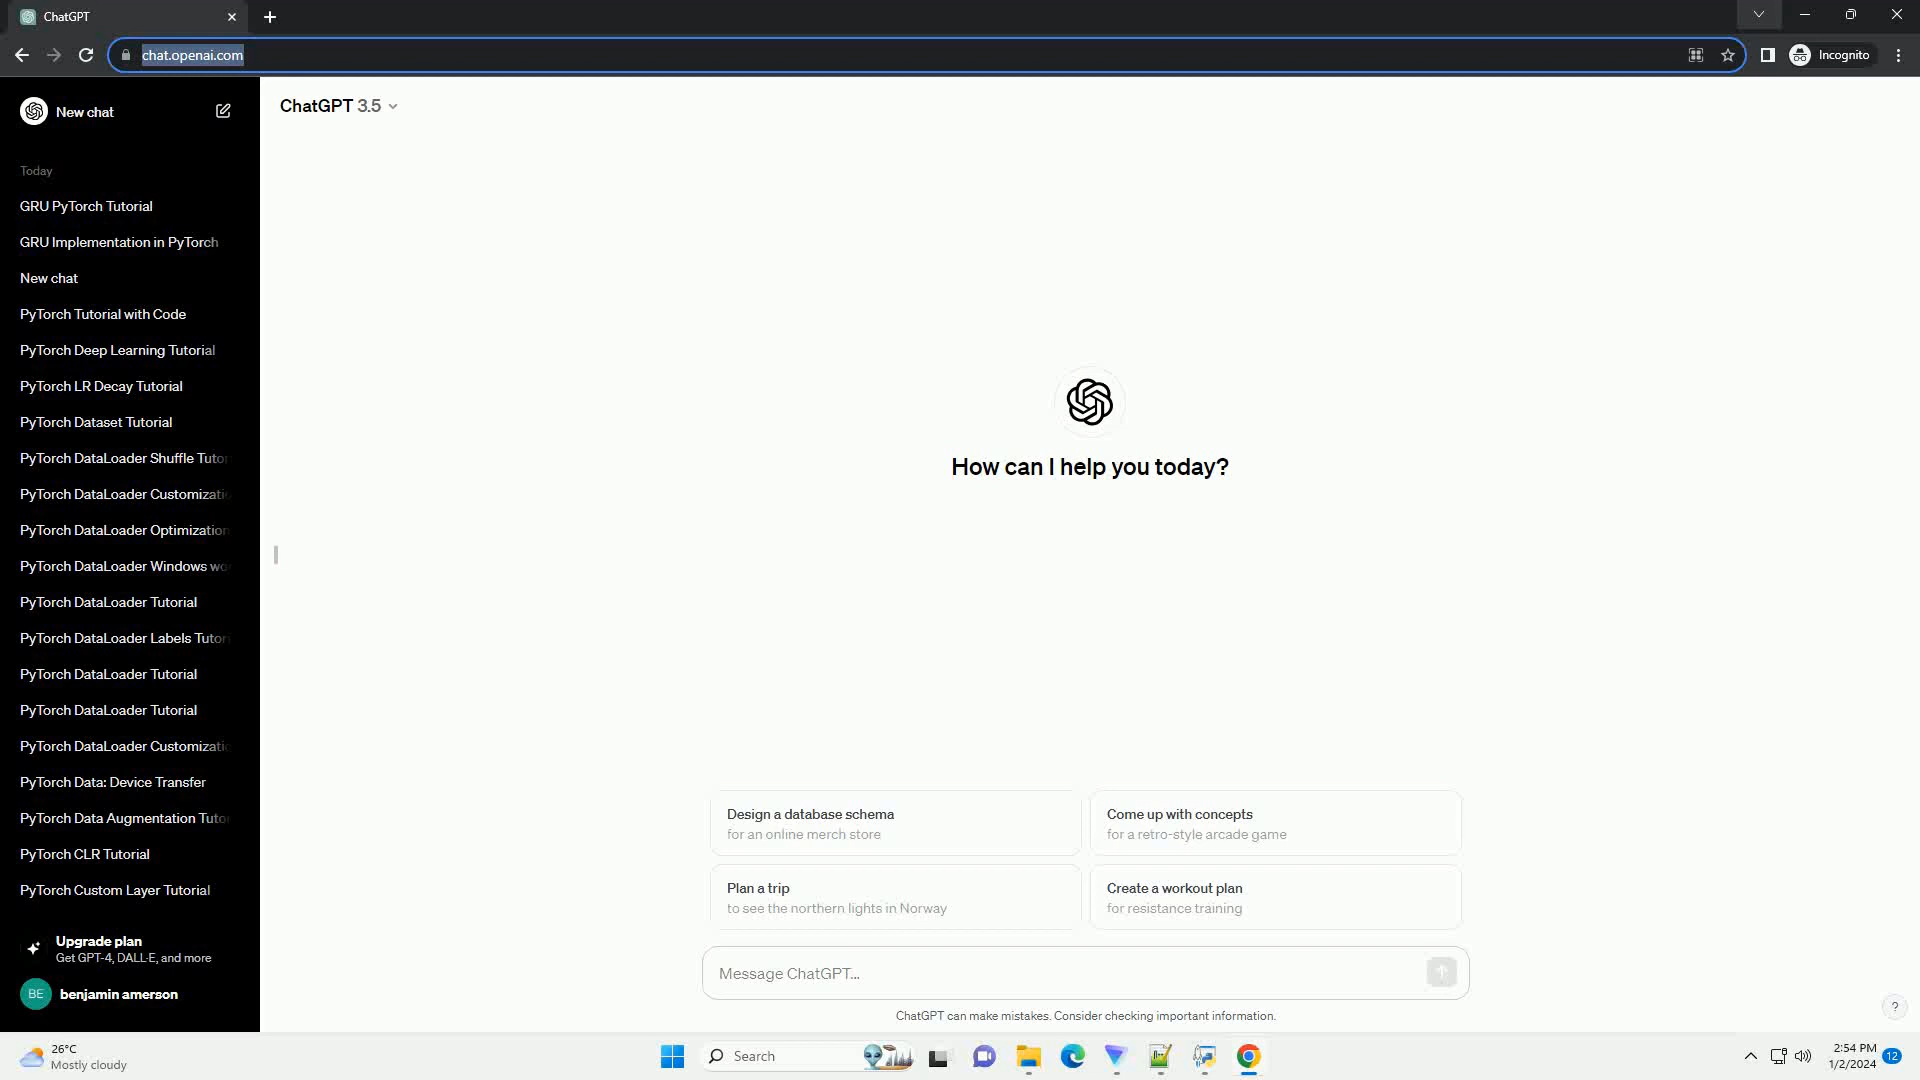 ChatGPT
chat.openai.com
Incognito
New chat
ChatGPT 3.5
Today
GRU PyTorch Tutorial
GRU Implementation in PyTorch
New chat
PyTorch Tutorial with Code
PyTorch Deep Learning Tutorial
PyTorch LR Decay Tutorial
PyTorch Dataset Tutorial
PyTorch DataLoader Shuffle Tutor
PyTorch DataLoader Customizatio
PyTorch DataLoader Optimization
PyTorch DataLoader Windows wo
PyTorch DataLoader Tutorial
PyTorch DataLoader Labels Tutori
PyTorch DataLoader Tutorial
PyTorch DataLoader Tutorial
PyTorch DataLoader Customizatio
PyTorch Data: Device Transfer
PyTorch Data Augmentation Tutor
PyTorch CLR Tutorial
PyTorch Custom Layer Tutorial
Upgrade plan
Get GPT-4, DALL·E, and more
BE
benjamin amerson
How can I help you today?
Design a database schema
for an online merch store
Come up with concepts
for a retro-style arcade game
Plan a trip
to see the northern lights in Norway
Create a workout plan
for resistance training
Message ChatGPT...
ChatGPT can make mistakes. Consider checking important information.
?
26°C
Mostly cloudy
Search
2:54 PM
1/2/2024
12